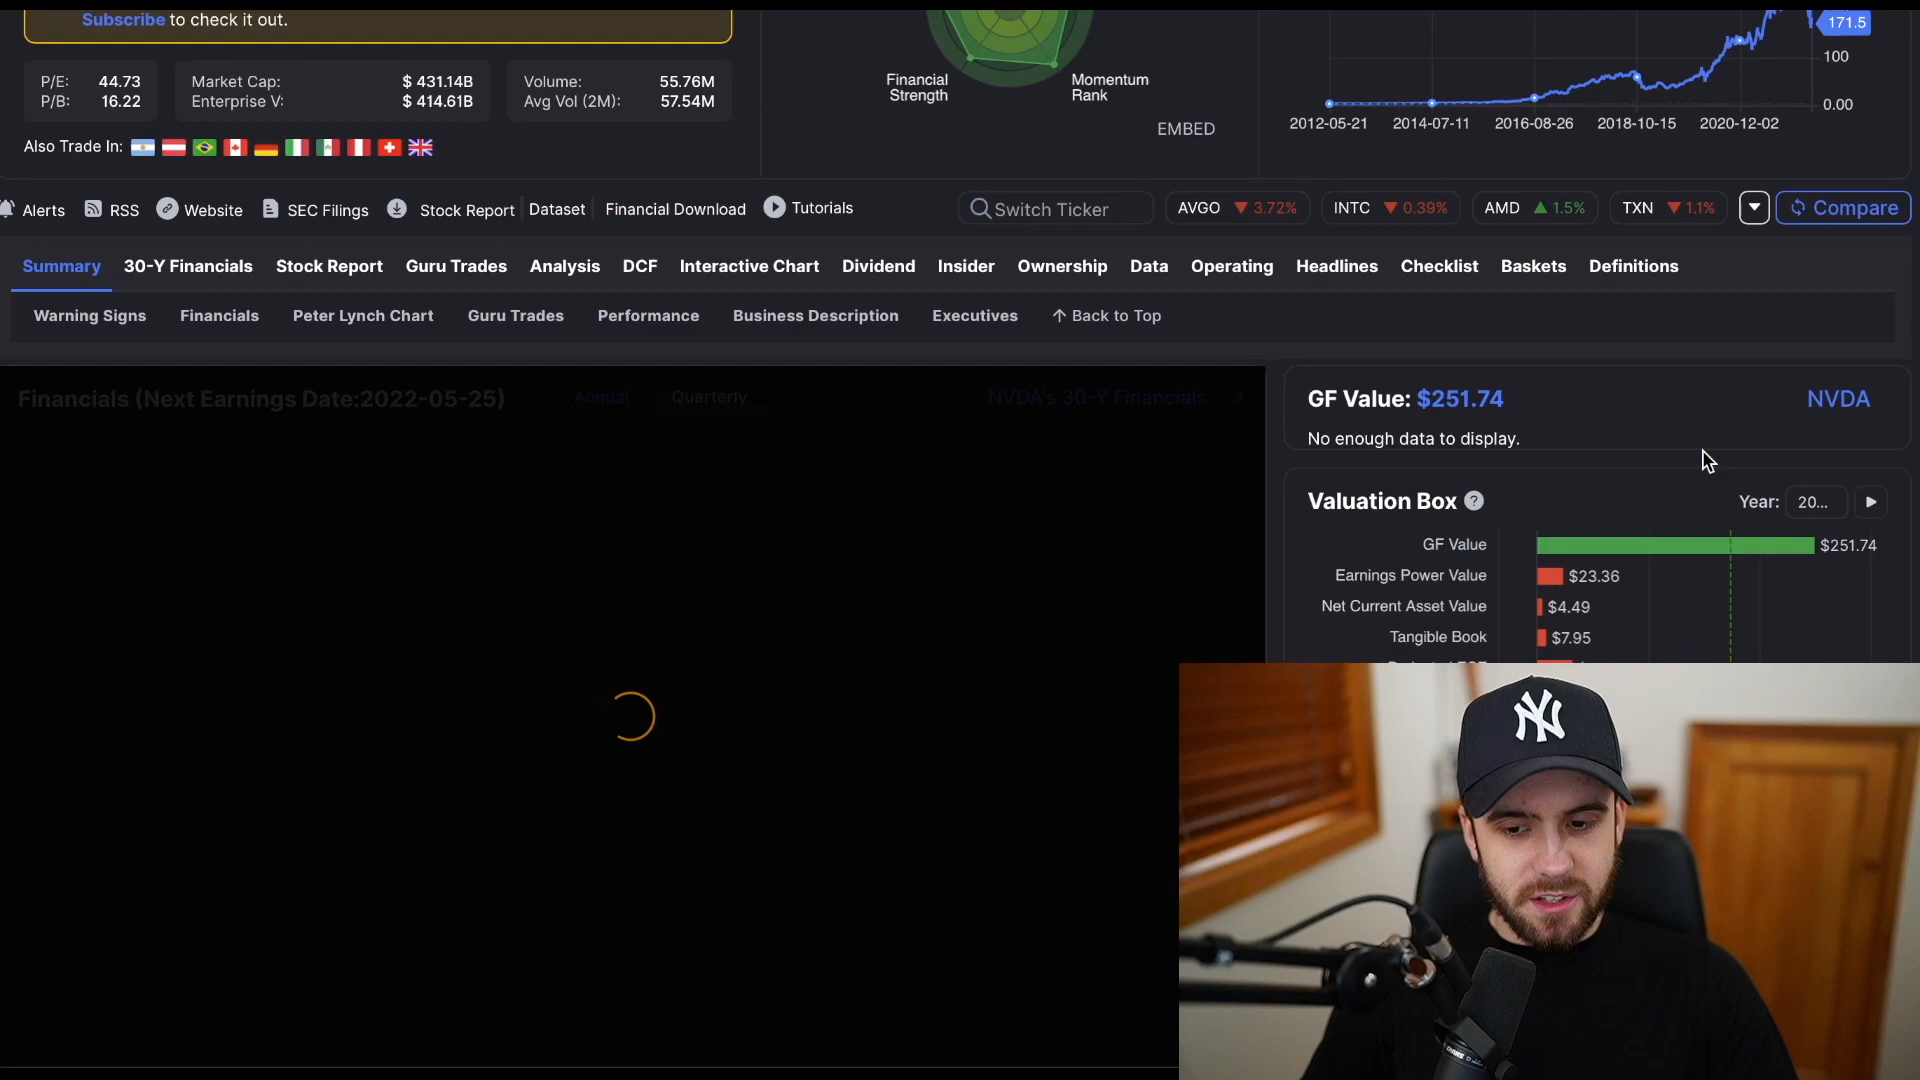 Subscribe to check it out.
P/E: 44.73
P/B: 16.22
Market Cap: $ 431.14B
Enterprise V: $ 414.61B
Volume: 55.76M
Avg Vol (2M): 57.54M
Also Trade In:
Financial
Strength
Momentum
Rank
EMBED
171.5
100
0.00
2012-05-21 2014-07-11 2016-08-26 2018-10-15 2020-12-02
Alerts RSS Website SEC Filings Stock Report Dataset Financial Download Tutorials Switch Ticker AVGO ▼ 3.72% INTC ▼ 0.39% AMD ▲ 1.5% TXN ▼ 1.1% Compare
Summary 30-Y Financials Stock Report Guru Trades Analysis DCF Interactive Chart Dividend Insider Ownership Data Operating Headlines Checklist Baskets Definitions
Warning Signs Financials Peter Lynch Chart Guru Trades Performance Business Description Executives ↑ Back to Top
Financials (Next Earnings Date:2022-05-25) Annual Quarterly NVDA's 30-Y Financials
GF Value: $251.74 NVDA
No enough data to display.
Valuation Box ? Year: 20...
GF Value $251.74
Earnings Power Value $23.36
Net Current Asset Value $4.49
Tangible Book $7.95
NY